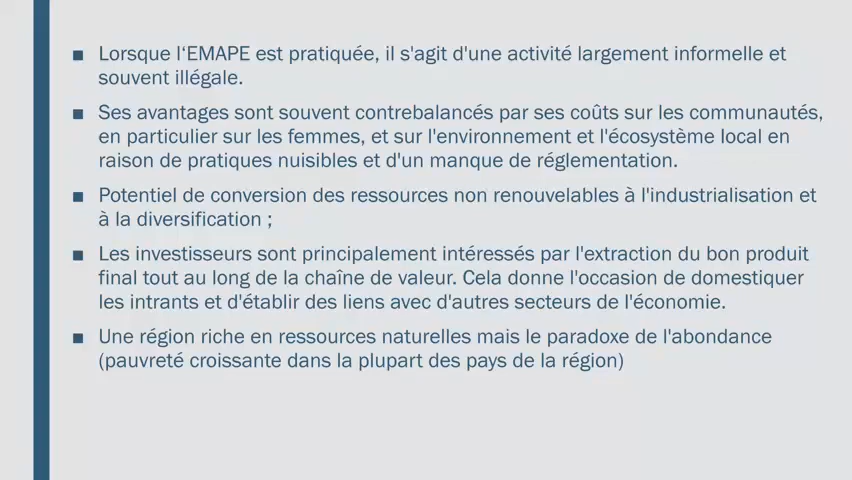 ■ Lorsque l‘EMAPE est pratiquée, il s'agit d'une activité largement informelle et
souvent illégale.
■ Ses avantages sont souvent contrebalancés par ses coûts sur les communautés,
en particulier sur les femmes, et sur l'environnement et l'écosystème local en
raison de pratiques nuisibles et d'un manque de réglementation.
■ Potentiel de conversion des ressources non renouvelables à l'industrialisation et
à la diversification ;
■ Les investisseurs sont principalement intéressés par l'extraction du bon produit
final tout au long de la chaîne de valeur. Cela donne l'occasion de domestiquer
les intrants et d'établir des liens avec d'autres secteurs de l'économie.
■ Une région riche en ressources naturelles mais le paradoxe de l'abondance
(pauvreté croissante dans la plupart des pays de la région)